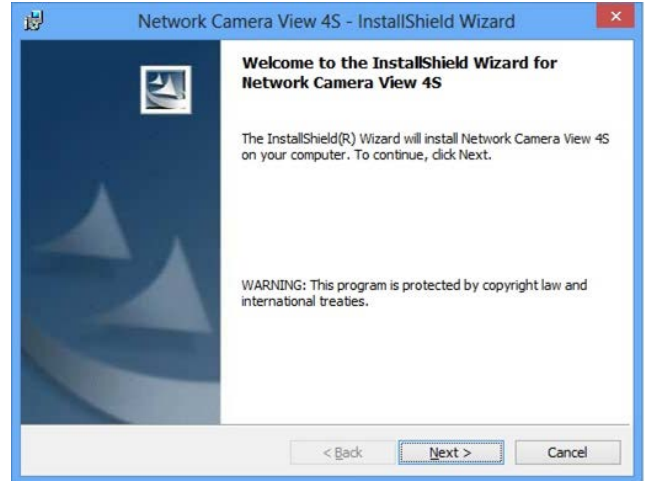 Network Camera View 4S - InstallShield Wizard
Welcome to the InstallShield Wizard for
Network Camera View 4S
The InstallShield(R) Wizard will install Network Camera View 4S
on your computer. To continue, click Next.
WARNING: This program is protected by copyright law and
international treaties.
< Back Next > Cancel